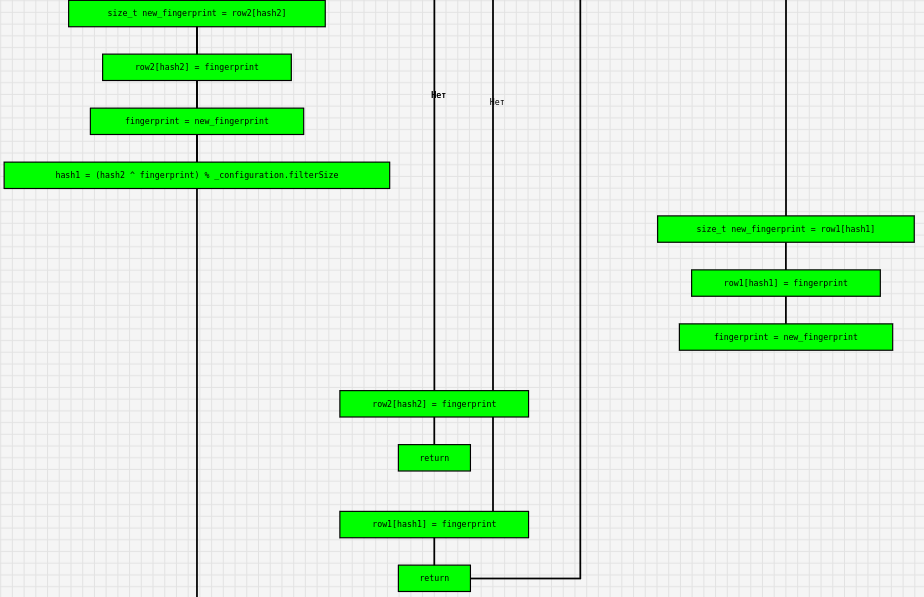 size_t new_fingerprint = row2[hash2]
row2[hash2] = fingerprint
Нет
Нет
fingerprint = new_fingerprint
hash1 = (hash2 ^ fingerprint) % _configuration.filterSize
size_t new_fingerprint = row1[hash1]
row1[hash1] = fingerprint
fingerprint = new_fingerprint
row2[hash2] = fingerprint
return
row1[hash1] = fingerprint
return